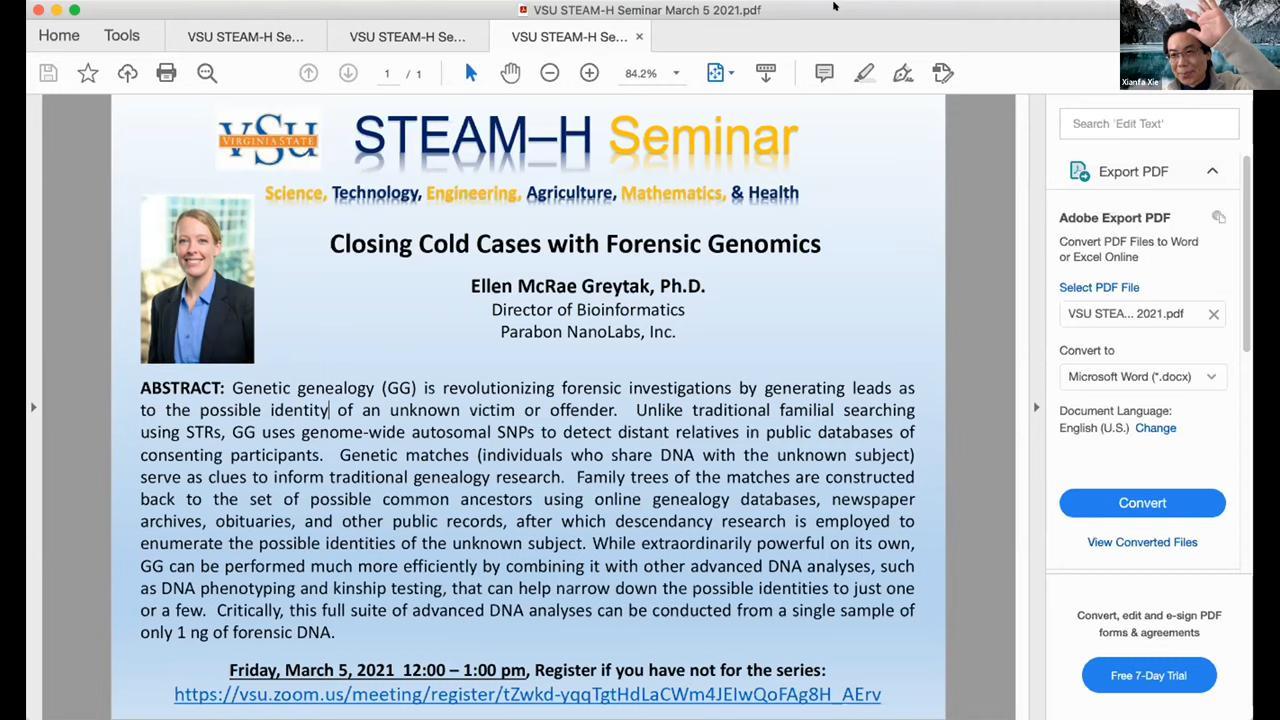 VSU STEAM-H Seminar March 5 2021.pdf
Home
Tools
VSU STEAM-H Se...
VSU STEAM-H Se...
VSU STEAM-H Se...
1 / 1
84.2%
Xianfa Xie
VSU
VIRGINIA STATE
STEAM–H Seminar
Science, Technology, Engineering, Agriculture, Mathematics, & Health
Closing Cold Cases with Forensic Genomics
Ellen McRae Greytak, Ph.D.
Director of Bioinformatics
Parabon NanoLabs, Inc.
ABSTRACT: Genetic genealogy (GG) is revolutionizing forensic investigations by generating leads as
to the possible identity of an unknown victim or offender. Unlike traditional familial searching
using STRs, GG uses genome-wide autosomal SNPs to detect distant relatives in public databases of
consenting participants. Genetic matches (individuals who share DNA with the unknown subject)
serve as clues to inform traditional genealogy research. Family trees of the matches are constructed
back to the set of possible common ancestors using online genealogy databases, newspaper
archives, obituaries, and other public records, after which descendancy research is employed to
enumerate the possible identities of the unknown subject. While extraordinarily powerful on its own,
GG can be performed much more efficiently by combining it with other advanced DNA analyses, such
as DNA phenotyping and kinship testing, that can help narrow down the possible identities to just one
or a few. Critically, this full suite of advanced DNA analyses can be conducted from a single sample of
only 1 ng of forensic DNA.
Friday, March 5, 2021 12:00 – 1:00 pm, Register if you have not for the series:
https://vsu.zoom.us/meeting/register/tZwkd-yqqTgtHdLaCWm4JEIwQoFAg8H_AErv
Search 'Edit Text'
Export PDF
Adobe Export PDF
Convert PDF Files to Word
or Excel Online
Select PDF File
VSU STEA... 2021.pdf
Convert to
Microsoft Word (*.docx)
Document Language:
English (U.S.) Change
Convert
View Converted Files
Convert, edit and e-sign PDF
forms & agreements
Free 7-Day Trial